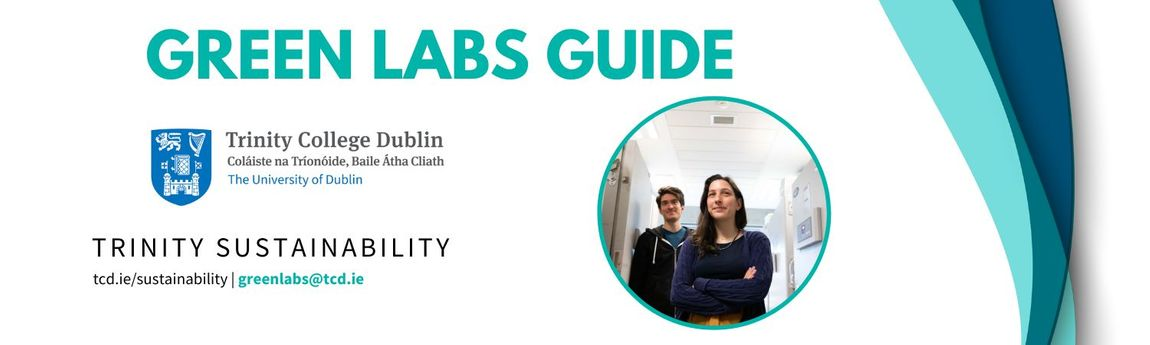 GREEN LABS GUIDE
Trinity College Dublin
Coláiste na Tríonóide, Baile Átha Cliath
The University of Dublin
TRINITY SUSTAINABILITY
tcd.ie/sustainability | greenlabs@tcd.ie